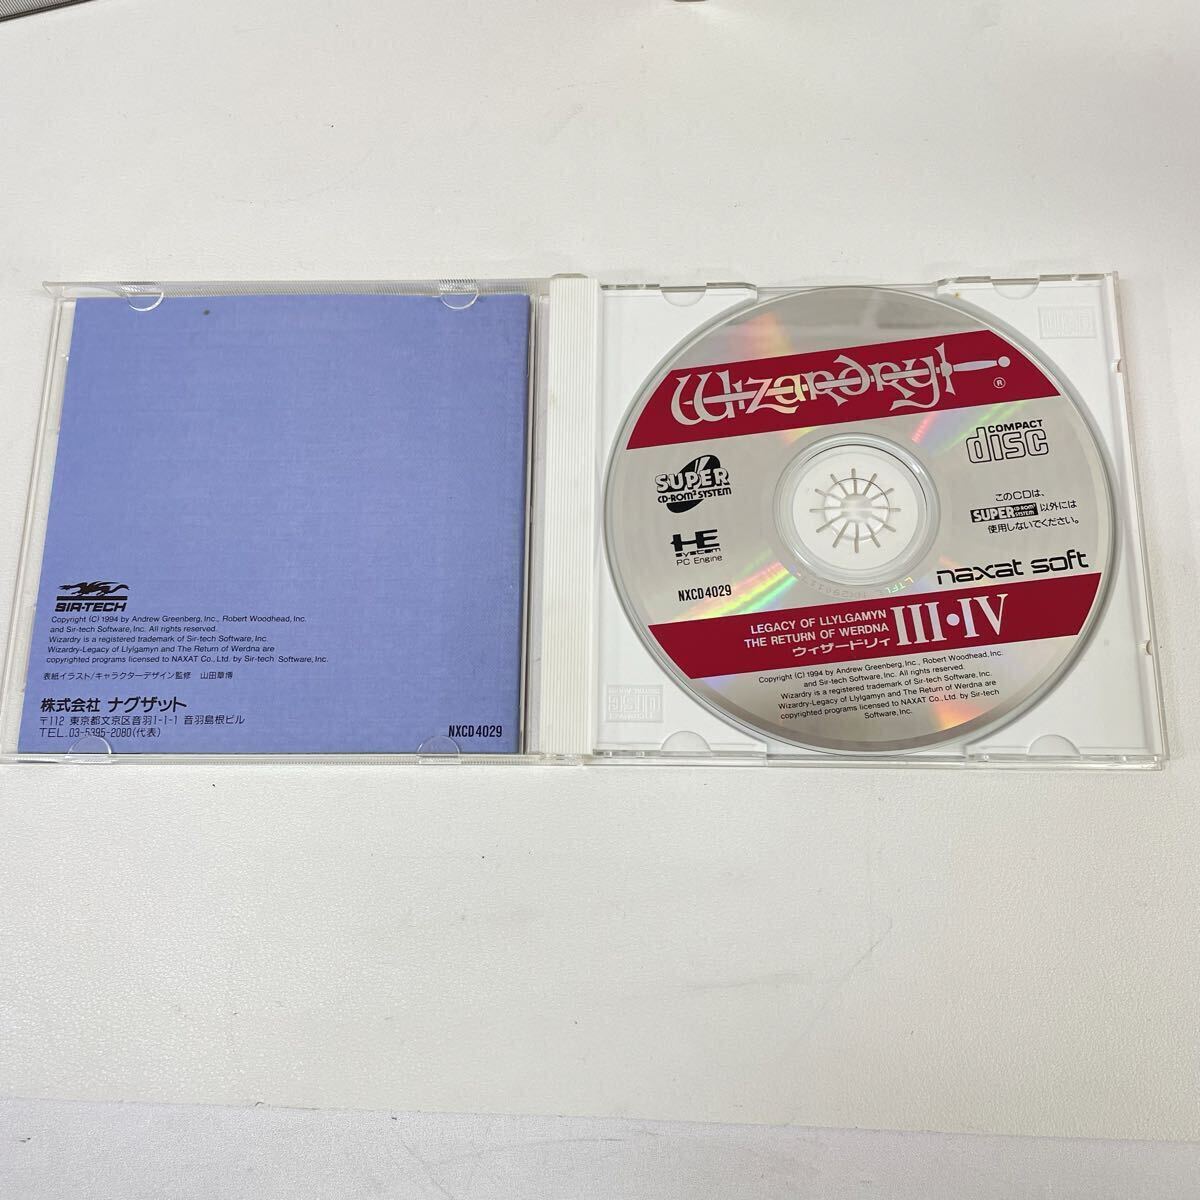 SIR-TECH
Copyright (C) 1994 by Andrew Greenberg, Inc., Robert Woodhead, Inc.
and Sir-tech Software, Inc. All rights reserved.
Wizardry is a registered trademark of Sir-tech Software, Inc.
Wizardry-Legacy of Llylgamyn and The Return of Werdna are
copyrighted programs licensed to NAXAT Co., Ltd. by Sir-tech Software, Inc.
表紙イラスト/キャラクターデザイン監修 山田章博
株式会社 ナグザット
〒112 東京都文京区音羽1-1-1 音羽島根ビル
TEL.03-5395-2080(代表)
NXCD4029
Wizardry
®
SUPER
CD-ROM² SYSTEM
HE
system
PC Engine
NXCD4029
COMPACT
disc
このCDは、
SUPER CD-ROM² SYSTEM 以外には
使用しないでください。
naxat soft
LEGACY OF LLYLGAMYN
THE RETURN OF WERDNA
ウィザードリィ
III・IV
Copyright (C) 1994 by Andrew Greenberg, Inc., Robert Woodhead, Inc.
and Sir-tech Software, Inc. All rights reserved.
Wizardry is a registered trademark of Sir-tech Software, Inc.
Wizardry-Legacy of Llylgamyn and The Return of Werdna are
copyrighted programs licensed to NAXAT Co., Ltd. by Sir-tech
Software, Inc.